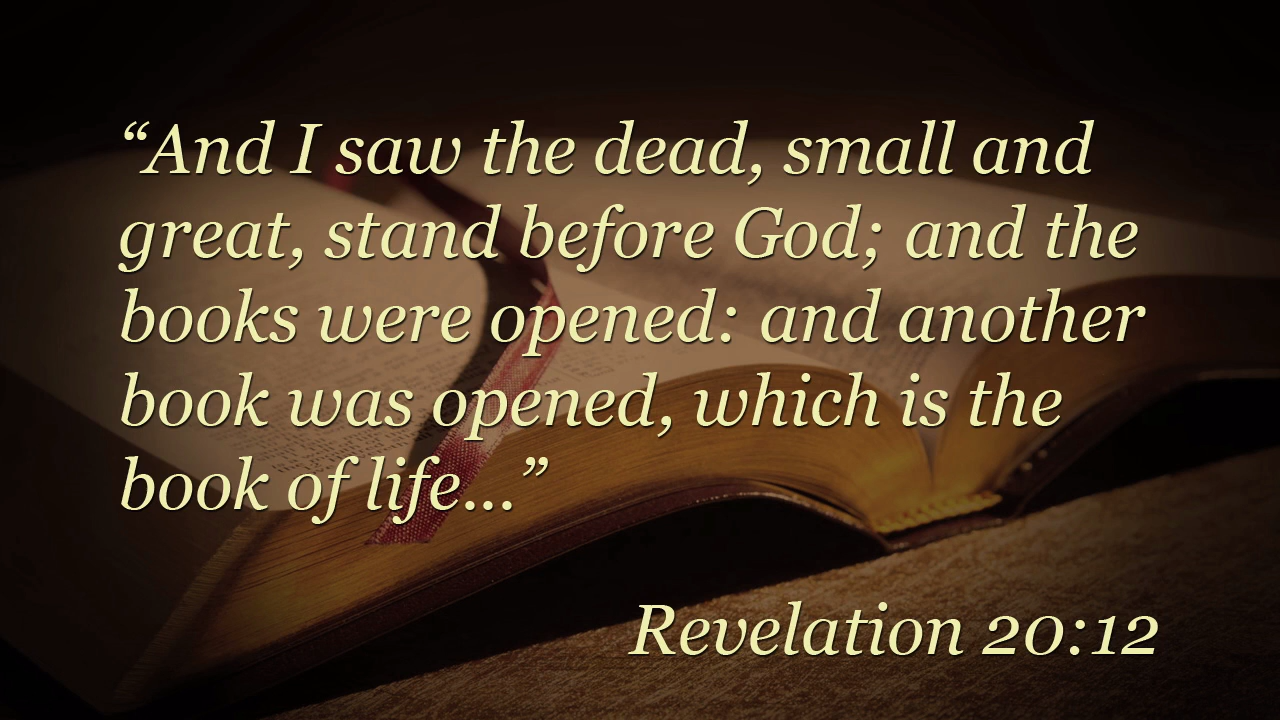 “And I saw the dead, small and
great, stand before God; and the
books were opened: and another
book was opened, which is the
book of life...”
Revelation 20:12